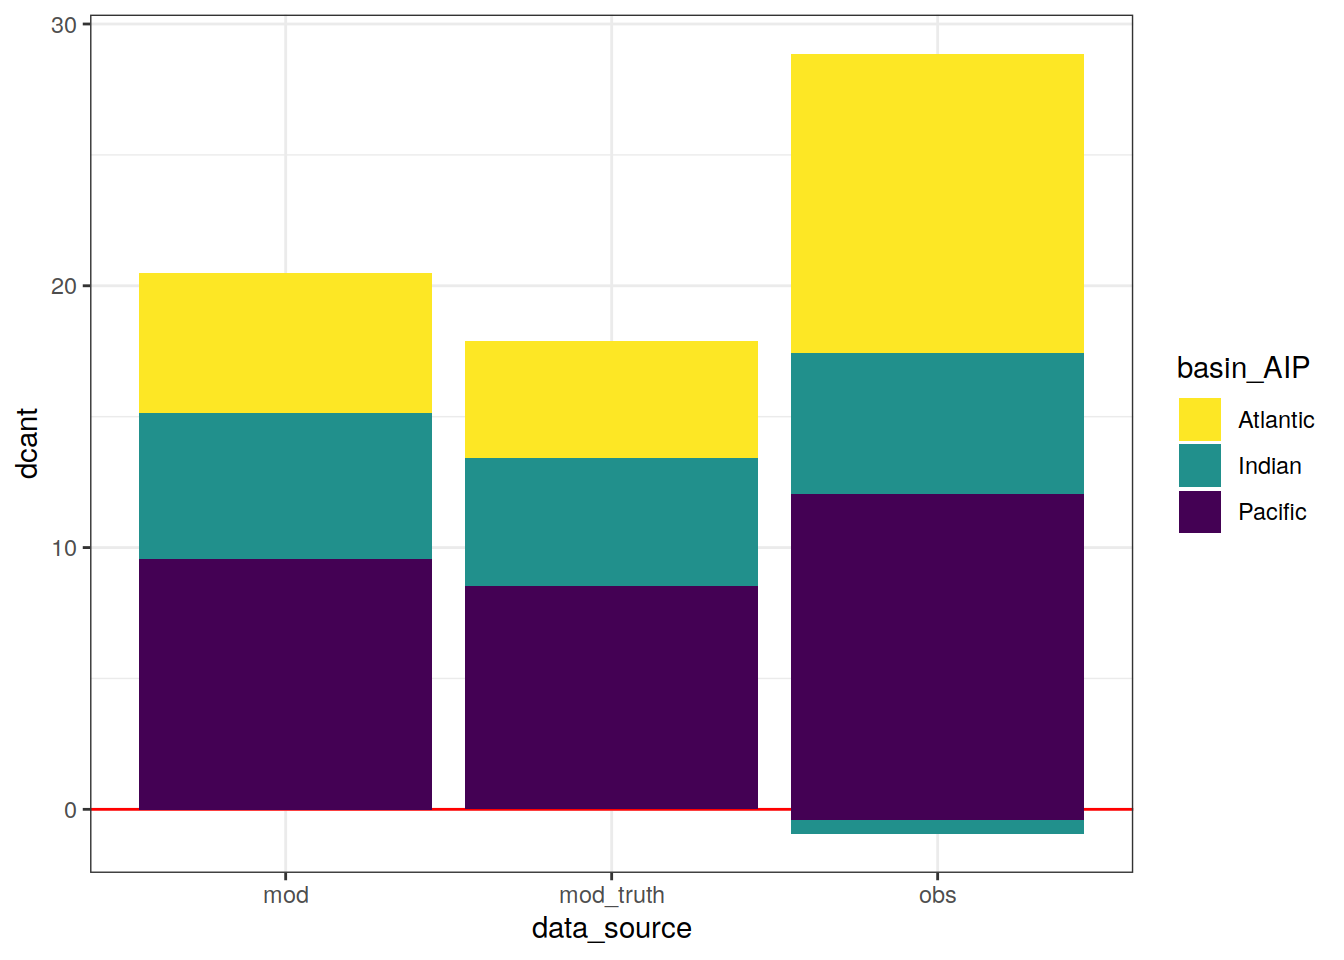 30
20
10
0
dcant
mod
mod_truth
obs
data_source
basin_AIP
Atlantic
Indian
Pacific